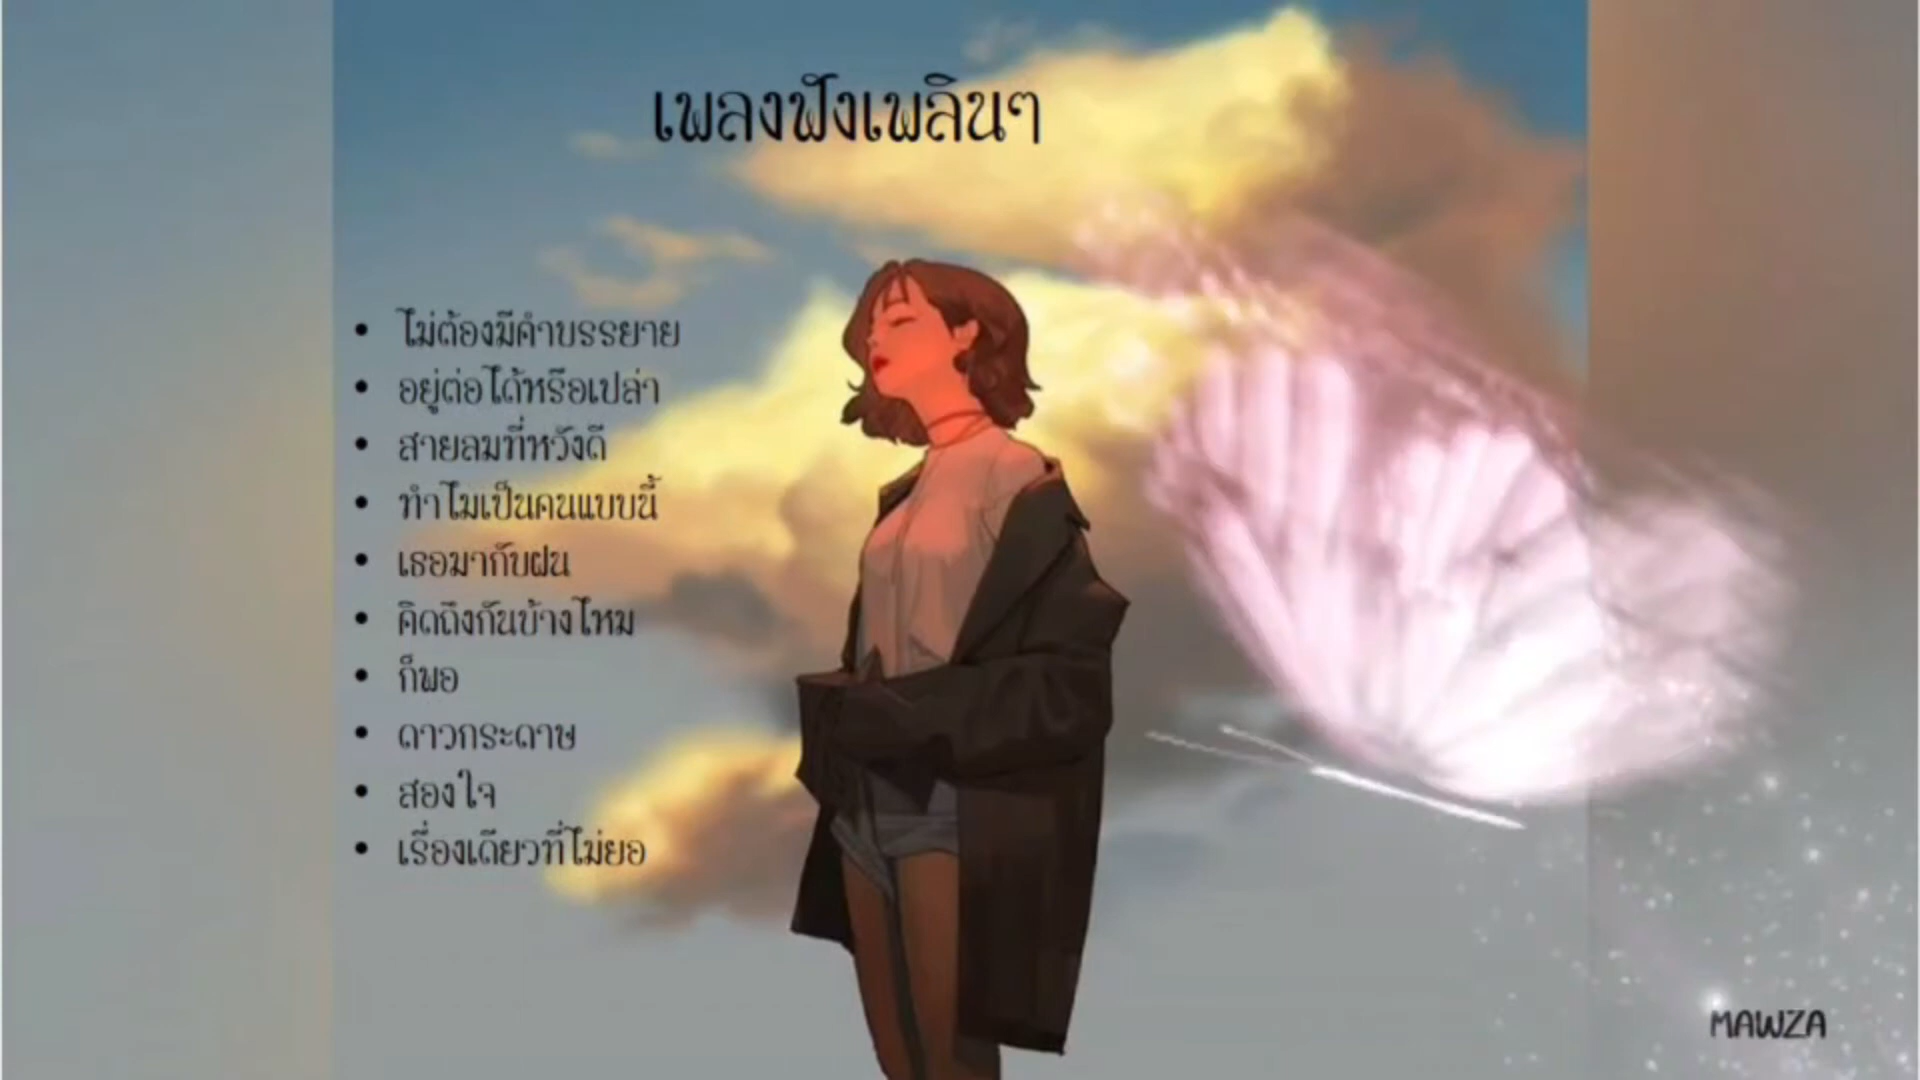 เพลงฟังเพลินๆ
• ไม่ต้องมีคำบรรยาย
• อยู่ต่อได้หรือเปล่า
• สายลมที่หวังดี
• ทำไมเป็นคนแบบนี้
• เธอมากับฝน
• คิดถึงกันบ้างไหม
• ก็พอ
• ดาวกระดาษ
• สองใจ
• เรื่องเดียวที่ไม่ยอ
MAWZA